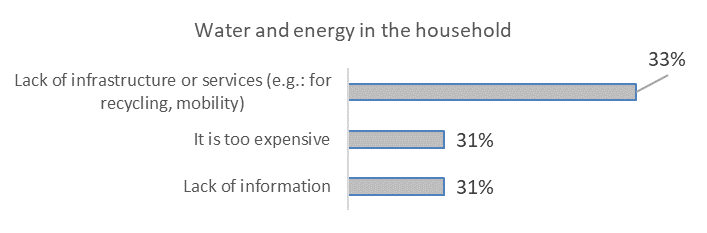 Water and energy in the household
33%
Lack of infrastructure or services (e.g.: for
recycling, mobility)
It is too expensive
31%
Lack of information
31%